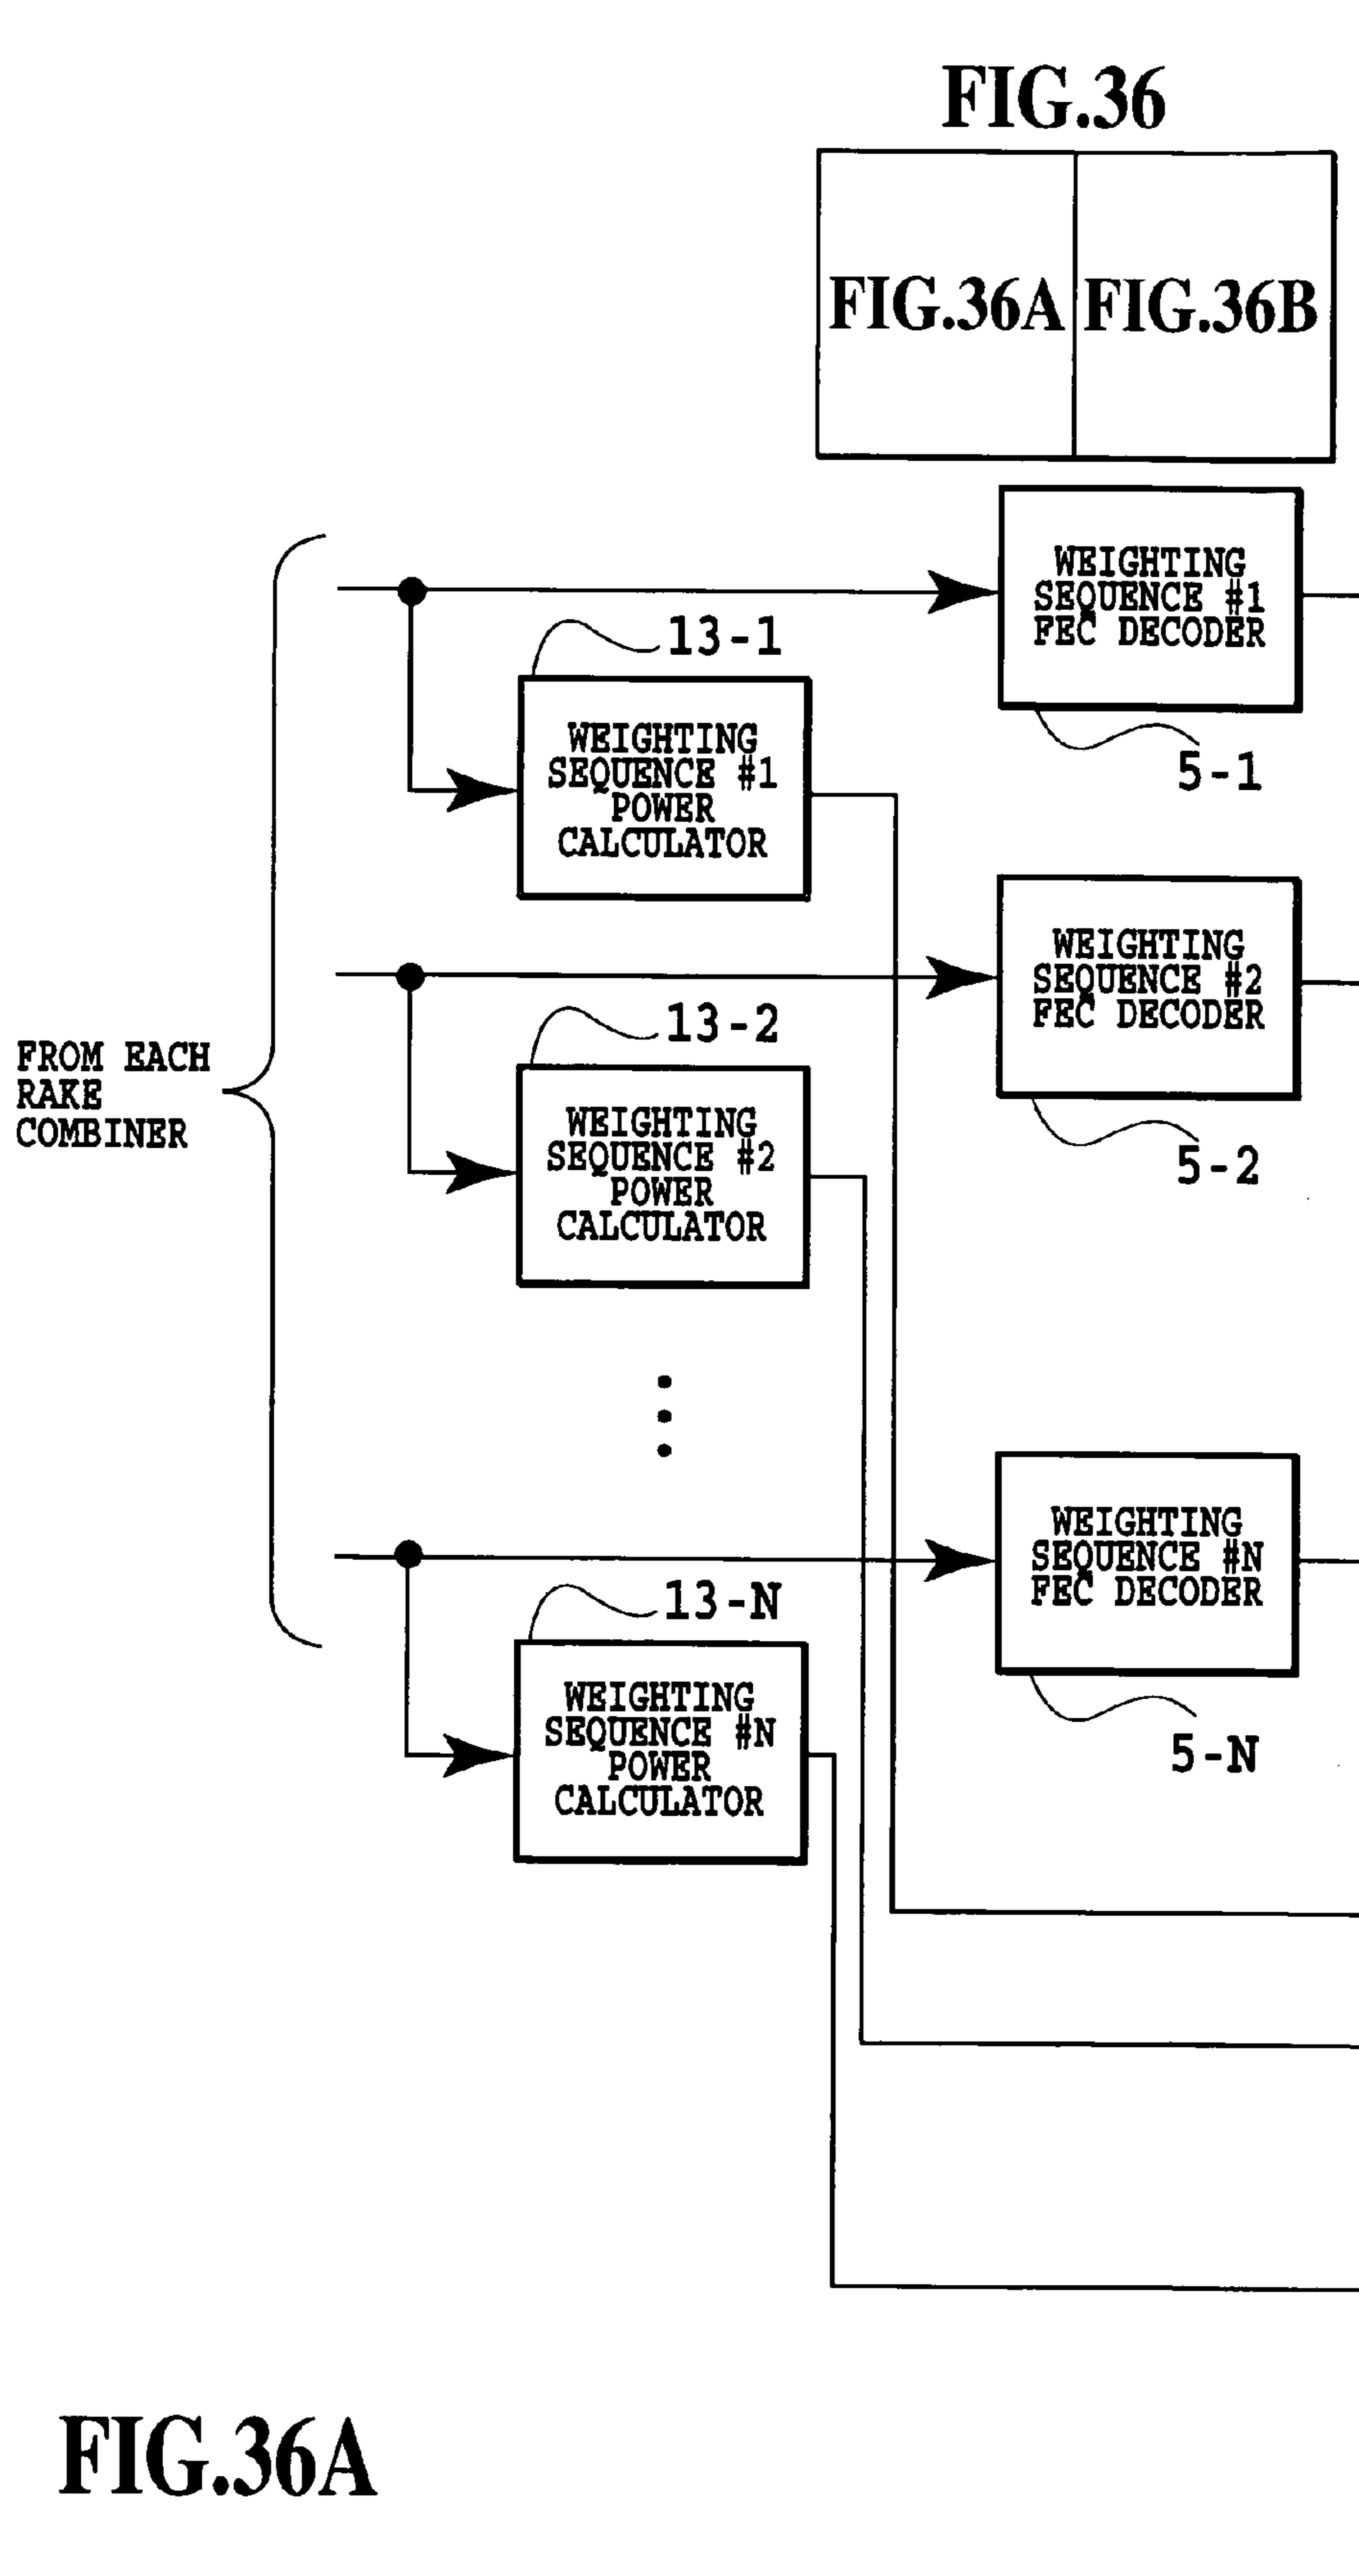 FIG.36
FIG.36A
FIG.36B
WEIGHTING
SEQUENCE #1
FEC DECODER
5-1
13-1
WEIGHTING
SEQUENCE #1
POWER
CALCULATOR
WEIGHTING
SEQUENCE #2
FEC DECODER
5-2
13-2
WEIGHTING
SEQUENCE #2
POWER
CALCULATOR
FROM EACH
RAKE
COMBINER
WEIGHTING
SEQUENCE #N
FEC DECODER
5-N
13-N
WEIGHTING
SEQUENCE #N
POWER
CALCULATOR
FIG.36A